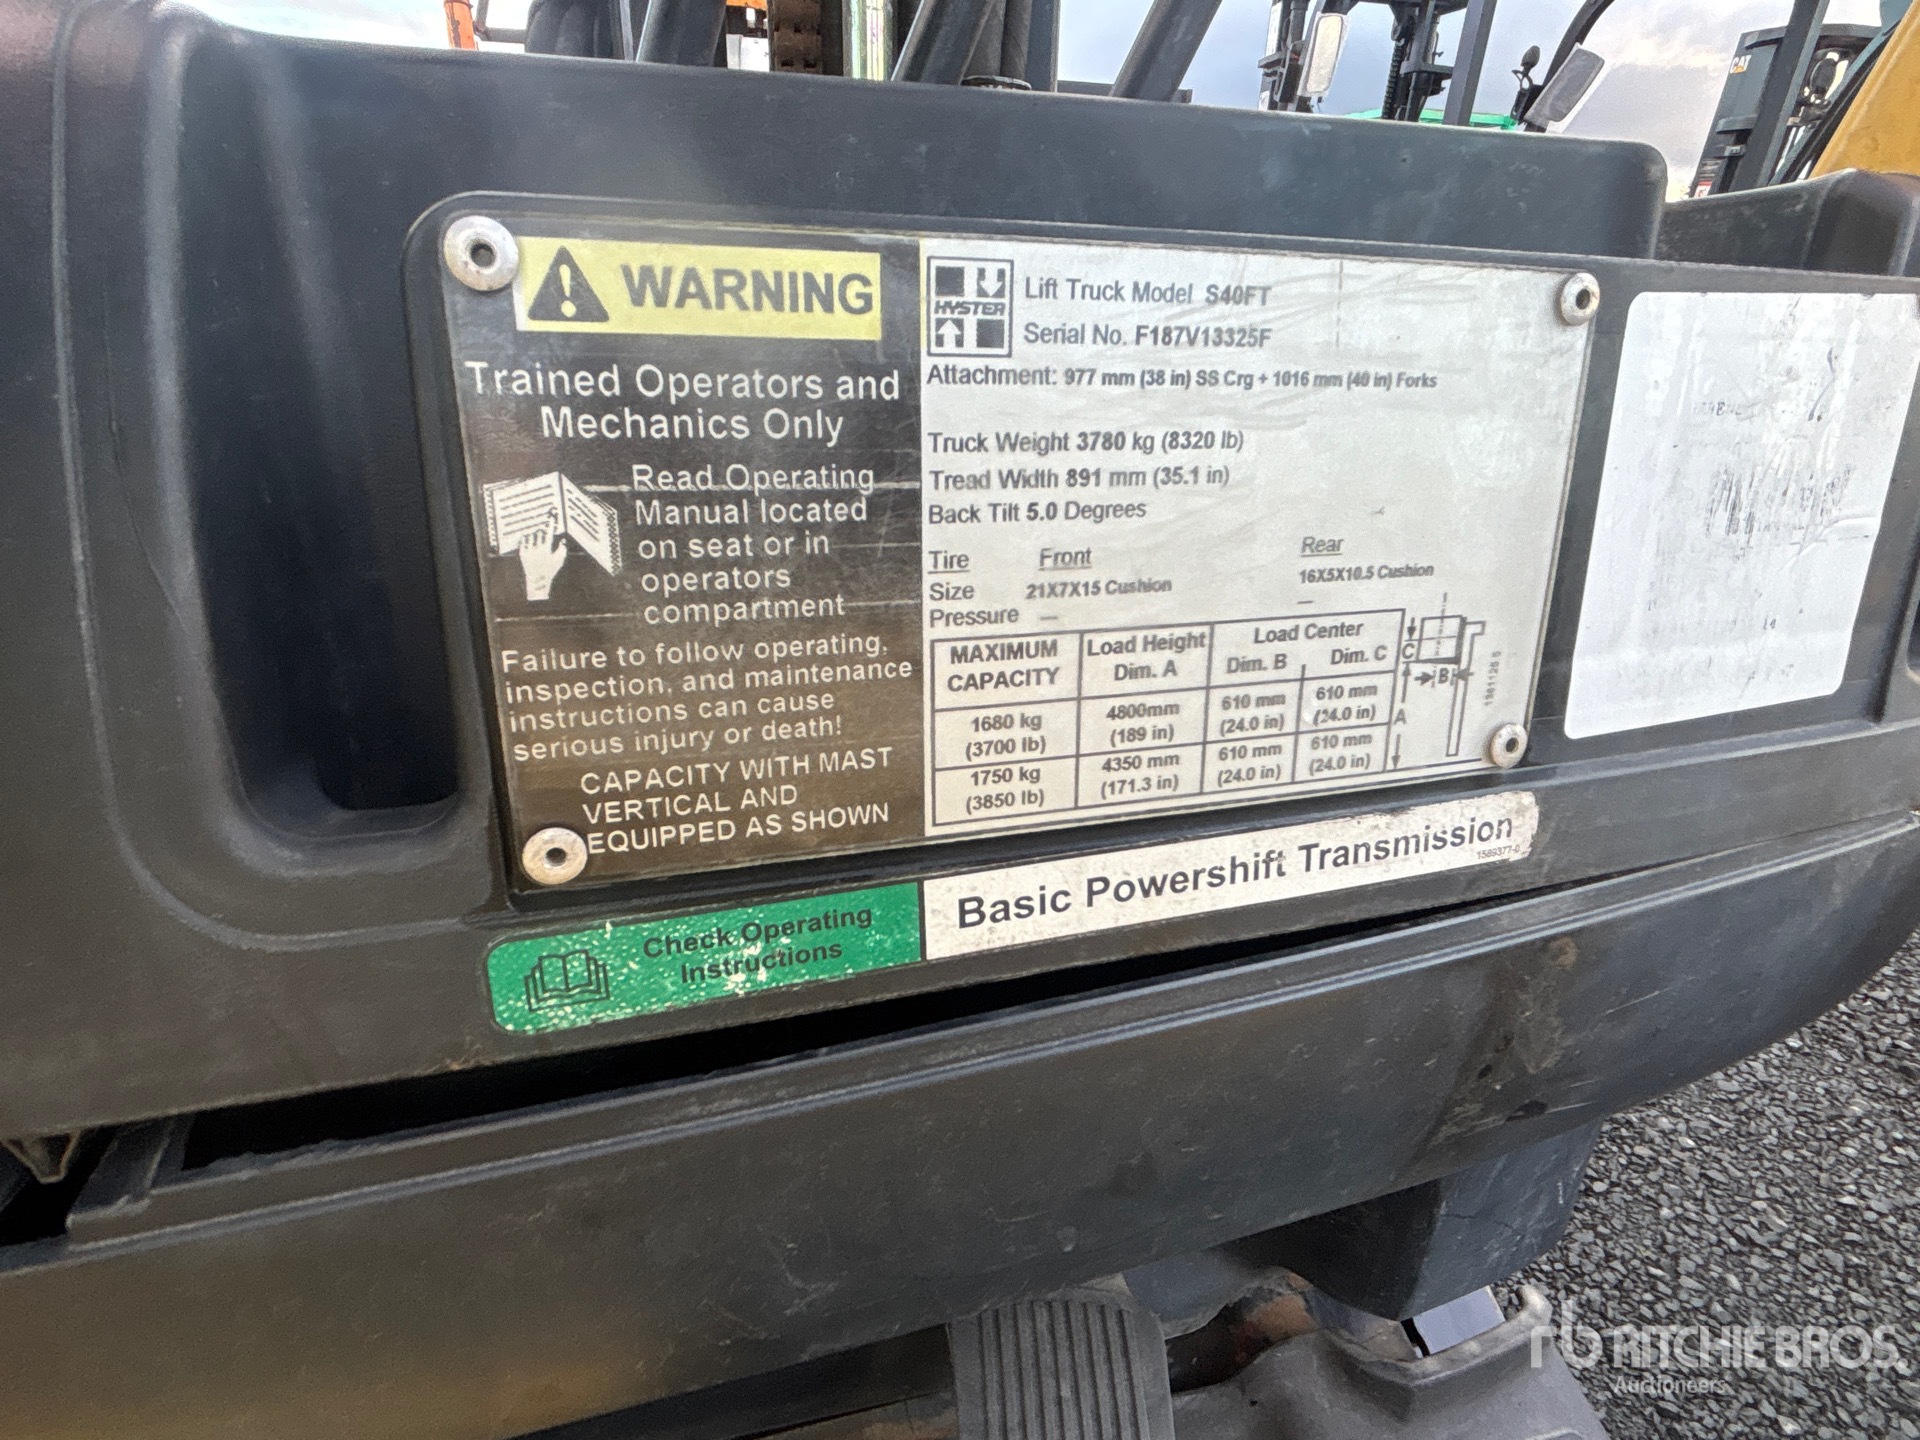 CAT
WARNING
Trained Operators and
Mechanics Only
Read Operating
Manual located
on seat or in
operators
compartment
Failure to follow operating,
inspection, and maintenance
instructions can cause
serious injury or death!
CAPACITY WITH MAST
VERTICAL AND
EQUIPPED AS SHOWN
HYSTER
Lift Truck Model S40FT
Serial No. F187V13325F
Attachment: 977 mm (38 in) SS Crg + 1016 mm (40 in) Forks
Truck Weight 3780 kg (8320 lb)
Tread Width 891 mm (35.1 in)
Back Tilt 5.0 Degrees
Tire Front Rear
Size 21X7X15 Cushion 16X5X10.5 Cushion
Pressure — —
MAXIMUM CAPACITY Load Height Dim. A Load Center Dim. B Dim. C
1680 kg (3700 lb) 4800mm (189 in) 610 mm (24.0 in) 610 mm (24.0 in)
1750 kg (3850 lb) 4350 mm (171.3 in) 610 mm (24.0 in) 610 mm (24.0 in)
C
B
A
Check Operating
Instructions
Basic Powershift Transmission
1589377-0
rb RITCHIE BROS.
Auctioneers